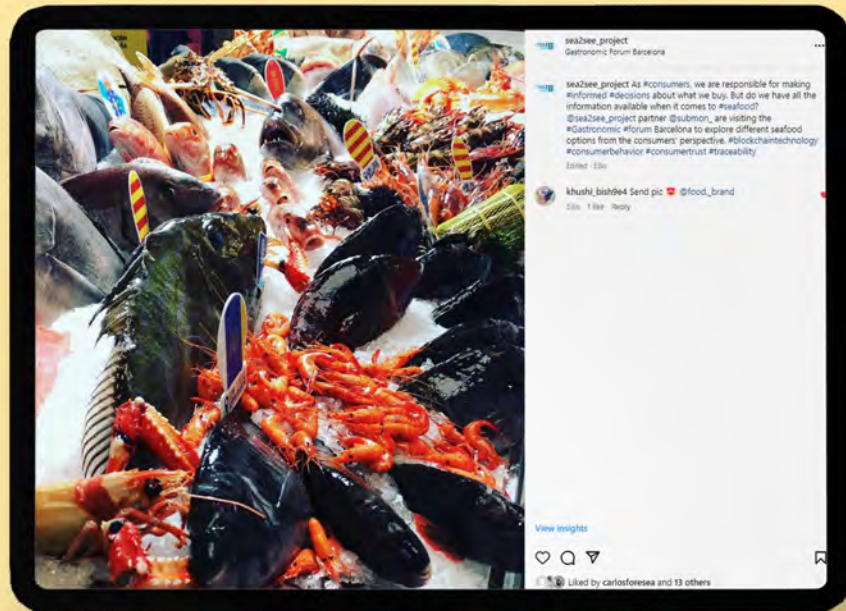 sea2see_project
Gastronomic Forum Barcelona
sea2see_project As #consumers, we are responsible for making
#informed #decisions about what we buy. But do we have all the
information available when it comes to #seafood?
@sea2see_project partner @submon_ are visiting the
#Gastronomic #forum Barcelona to explore different seafood
options from the consumers' perspective. #blockchaintechnology
#consumerbehavior #consumertrust #traceability
Edited
khushi_bish9e4 Send pic 😍 @food_brand
1 like Reply
View insights
Liked by carlosforesea and 13 others